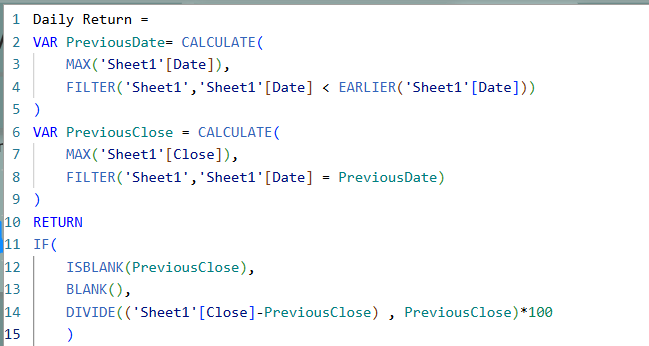 1 Daily Return =
2 VAR PreviousDate= CALCULATE(
3 MAX('Sheet1'[Date]),
4 FILTER('Sheet1','Sheet1'[Date] < EARLIER('Sheet1'[Date]))
5 )
6 VAR PreviousClose = CALCULATE(
7 MAX('Sheet1'[Close]),
8 FILTER('Sheet1','Sheet1'[Date] = PreviousDate)
9 )
10 RETURN
11 IF(
12 ISBLANK(PreviousClose),
13 BLANK(),
14 DIVIDE(('Sheet1'[Close]-PreviousClose) , PreviousClose)*100
15 )